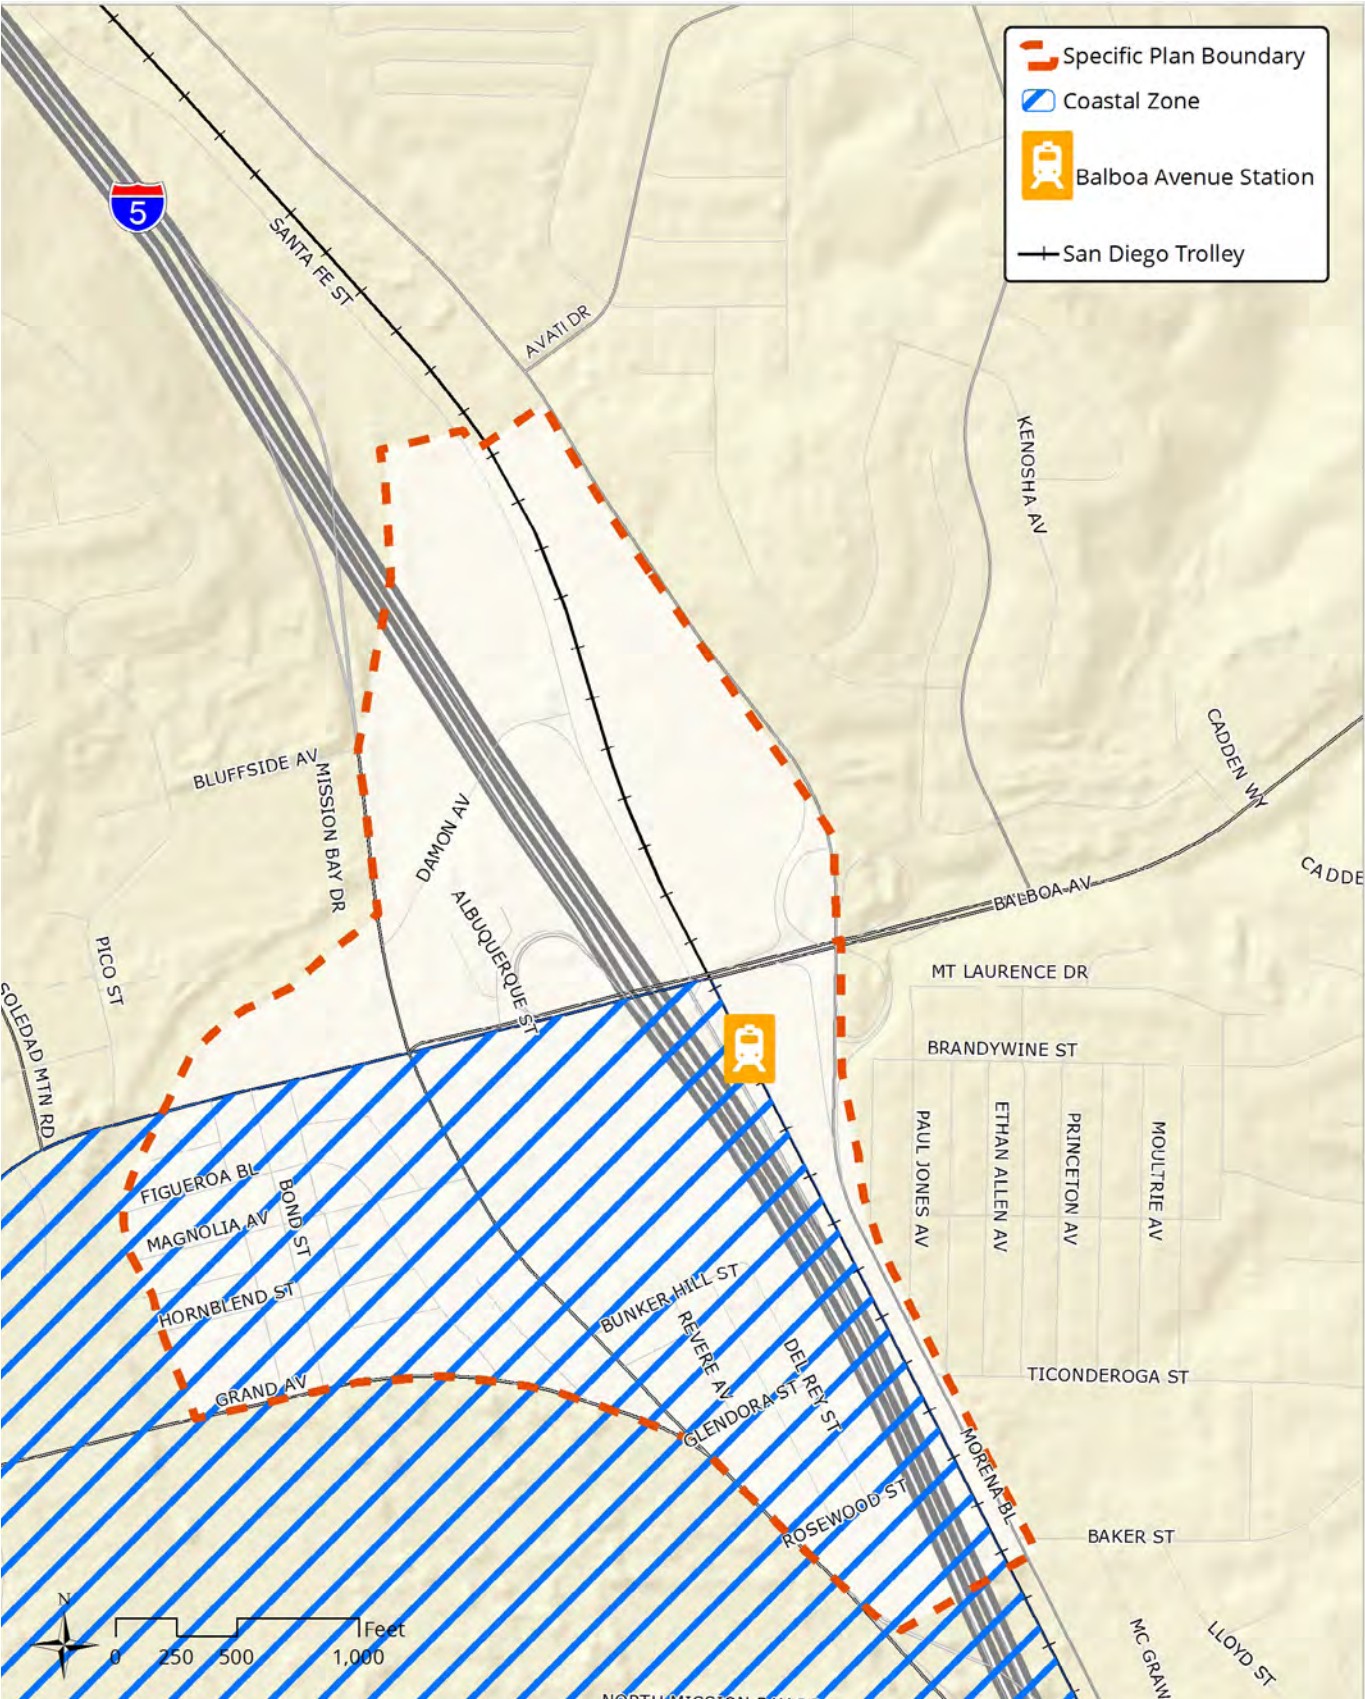 Specific Plan Boundary
Coastal Zone
Balboa Avenue Station
San Diego Trolley
5
SANTA FE ST
AVATI DR
KENOSHA AV
CADDEN WY
BLUFFSIDE AV
MISSION BAY DR
DAMON AV
ALBUQUERQUE ST
BALBOA AV
CADDE
PICO ST
SOLEDAD MTN RD
MT LAURENCE DR
BRANDYWINE ST
PAUL JONES AV
ETHAN ALLEN AV
PRINCETON AV
MOULTRIE AV
FIGUEROA BL
BOND ST
MAGNOLIA AV
HORNBLEND ST
BUNKER HILL ST
REVERE AV
DEL REY ST
GRAND AV
GLENDORA ST
TICONDEROGA ST
MORENA BL
ROSEWOOD ST
BAKER ST
N
Feet
0 250 500 1,000
MC GRAW
LLOYD ST